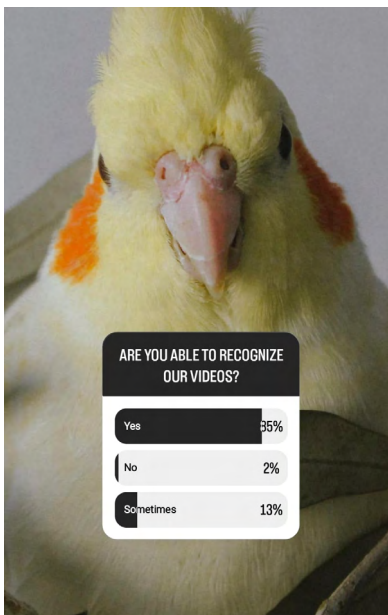 ARE YOU ABLE TO RECOGNIZE
OUR VIDEOS?
Yes
85%
No
2%
Sometimes
13%